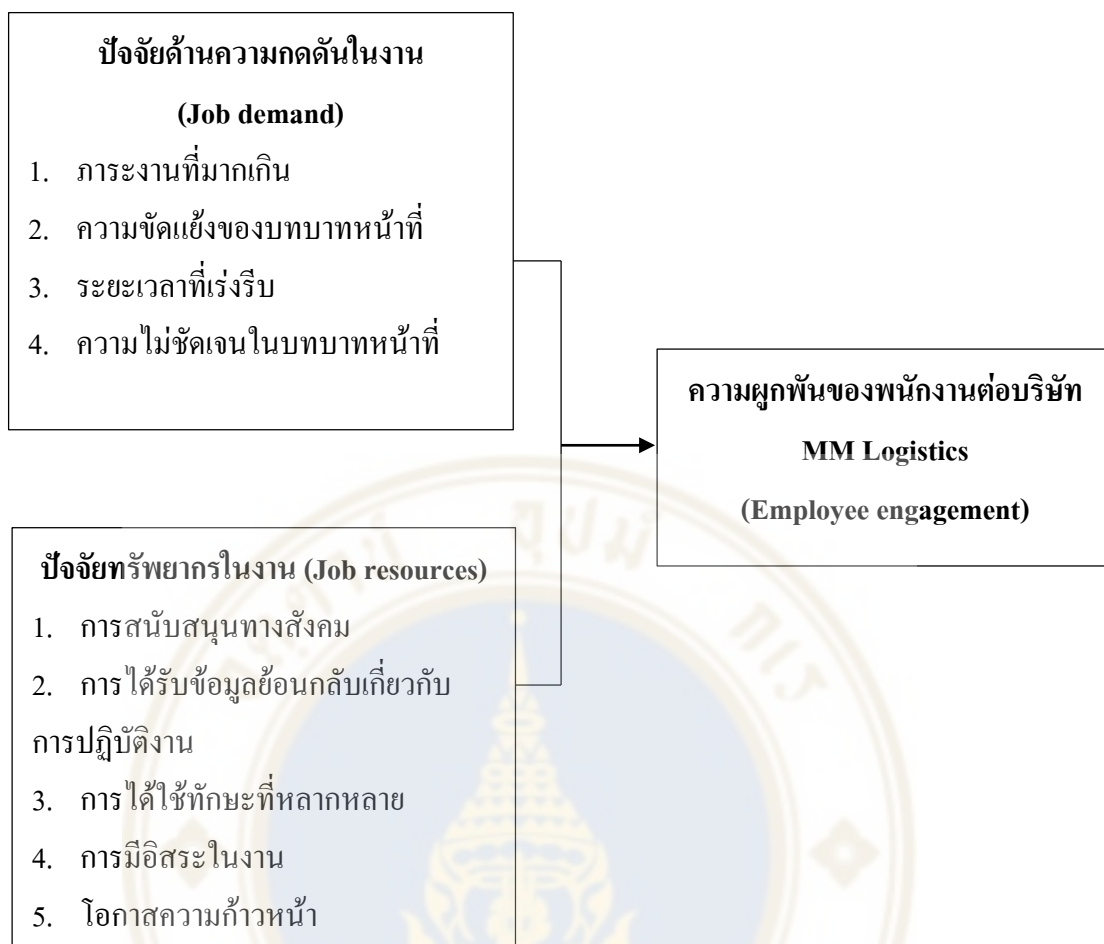 ปัจจัยด้านความกดดันในงาน
(Job demand)
1. ภาระงานที่มากเกิน
2. ความขัดแย้งของบทบาทหน้าที่
3. ระยะเวลาที่เร่งรีบ
4. ความไม่ชัดเจนในบทบาทหน้าที่
ความผูกพันของพนักงานต่อบริษัท
MM Logistics
(Employee engagement)
ปัจจัยทรัพยากรในงาน (Job resources)
1. การสนับสนุนทางสังคม
2. การได้รับข้อมูลย้อนกลับเกี่ยวกับ
การปฏิบัติงาน
3. การได้ใช้ทักษะที่หลากหลาย
4. การมีอิสระในงาน
5. โอกาสความก้าวหน้า